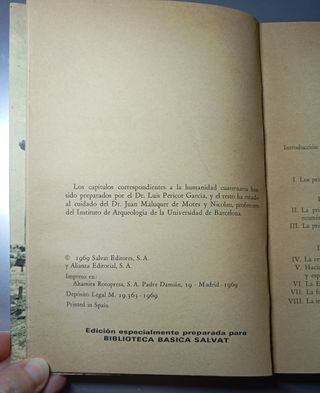 Los capítulos correspondientes a la humanidad cuaternaria han
sido preparados por el Dr. Luis Pericot García, y el resto ha estado
al cuidado del Dr. Juan Maluquer de Motes y Nicolau, profesores
del Instituto de Arqueología de la Universidad de Barcelona.
© 1969 Salvat Editores, S. A.
y Alianza Editorial, S. A.
Impreso en:
Altamira Rotopresa, S. A. Padre Damián, 19 · Madrid · 1969
Depósito Legal M. 19.363 - 1969
Printed in Spain
Edición especialmente preparada para
BIBLIOTECA BASICA SALVAT
Introducción
I. Los
II. La
III. La
IV. La
V.
y
VI. La
VII. La
VIII. La